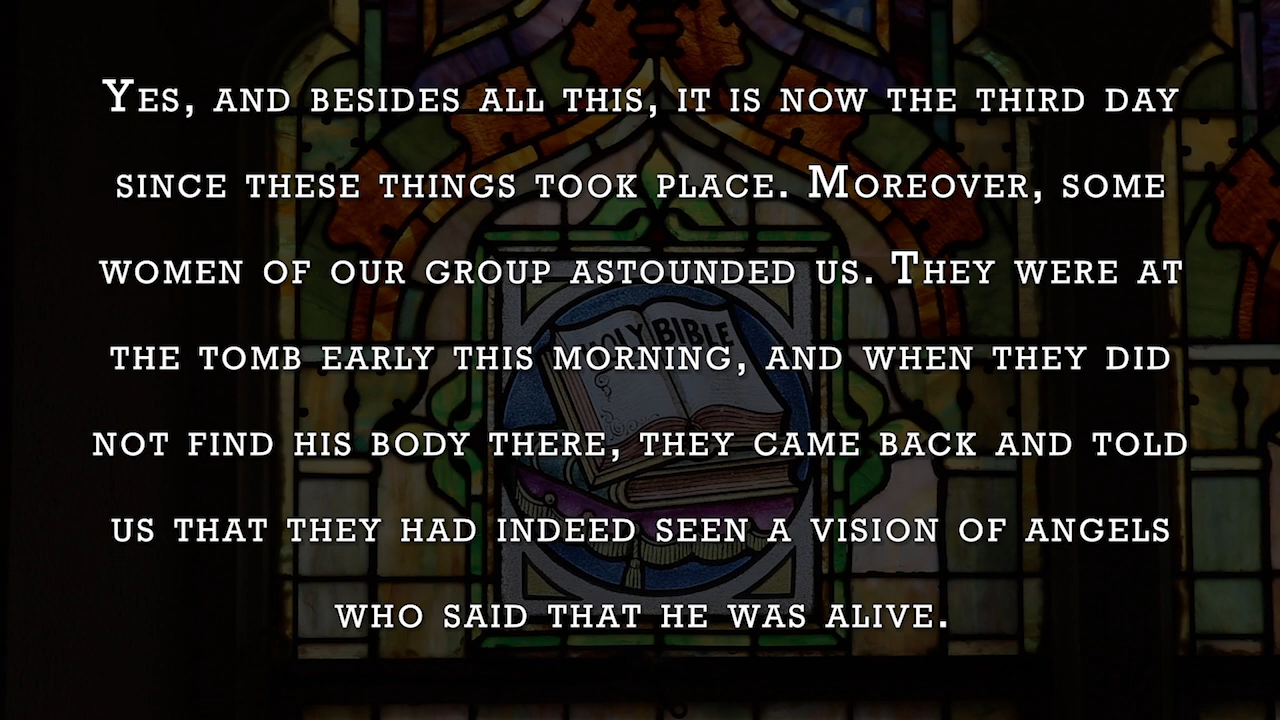 Yes, and besides all this, it is now the third day
since these things took place. Moreover, some
women of our group astounded us. They were at
the tomb early this morning, and when they did
not find his body there, they came back and told
us that they had indeed seen a vision of angels
who said that he was alive.
HOLY BIBLE